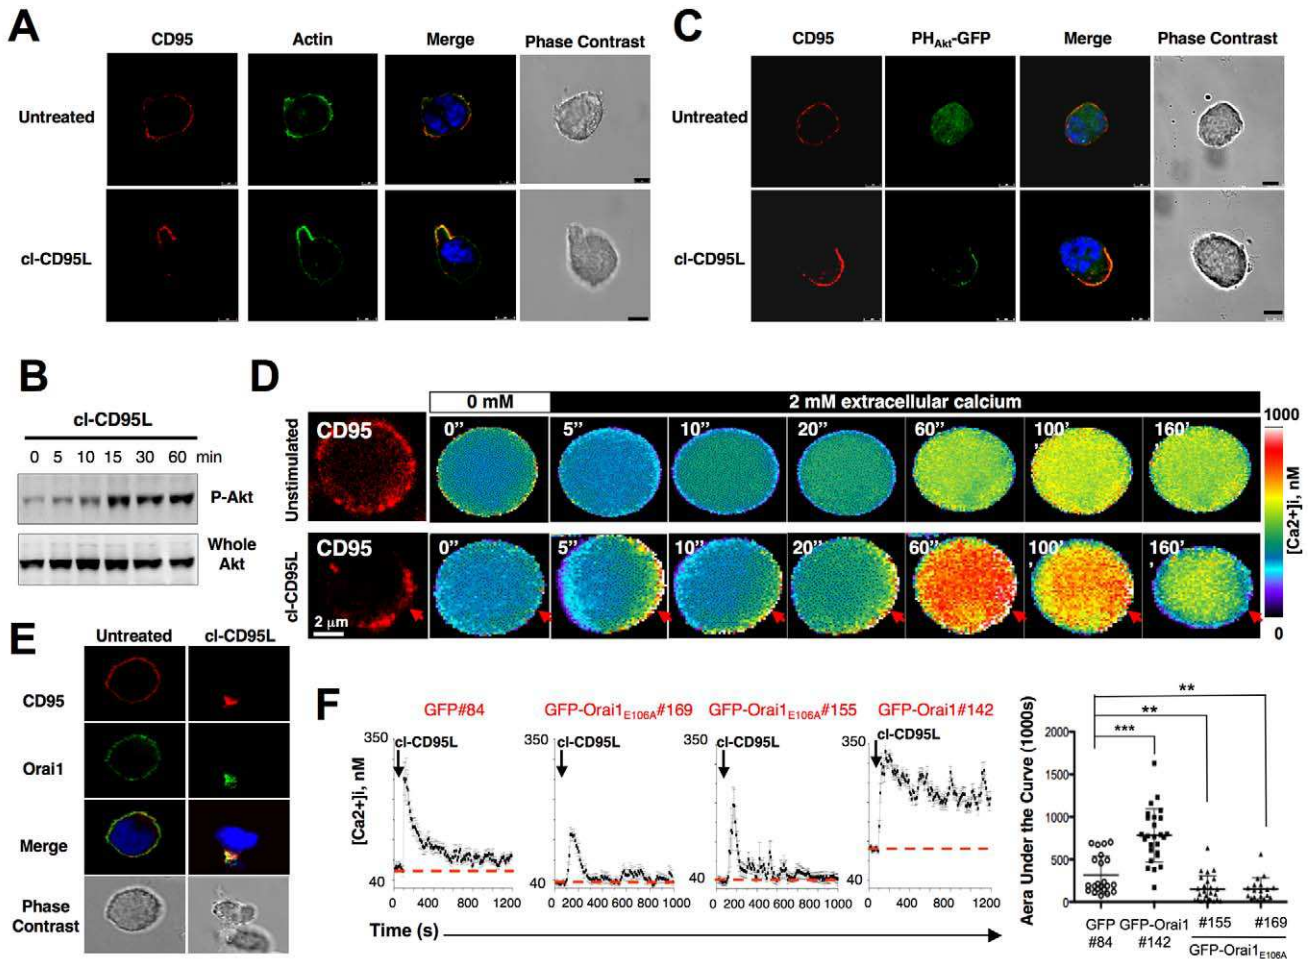 A
CD95 Actin Merge Phase Contrast
Untreated
cl-CD95L
C
CD95 PHAkt-GFP Merge Phase Contrast
Untreated
cl-CD95L
B
cl-CD95L
0 5 10 15 30 60 min
P-Akt
Whole
Akt
D
0 mM 2 mM extracellular calcium
Unstimulated
CD95 0’’ 5’’ 10’’ 20’’ 60’’ 100’ 160’
’ ’
cl-CD95L
CD95 0’’ 5’’ 10’’ 20’’ 60’’ 100’ 160’
’ ’
2 µm
1000
[Ca2+]i, nM
0
E
Untreated cl-CD95L
CD95
Orai1
Merge
Phase
Contrast
F
GFP#84 GFP-Orai1E106A#169 GFP-Orai1E106A#155 GFP-Orai1#142
350 350 350 350
cl-CD95L cl-CD95L cl-CD95L cl-CD95L
[Ca2+]i, nM
40 40 40 40
0 400 800 1200
0 200 400 600 800 1000
0 200 400 600 800 1000
0 400 800 1200
Time (s)
Aera Under the Curve (1000s)
2000
1500
1000
500
0
**
**
***
GFP GFP-Orai1 #155 #169
#84 #142
GFP-Orai1E106A